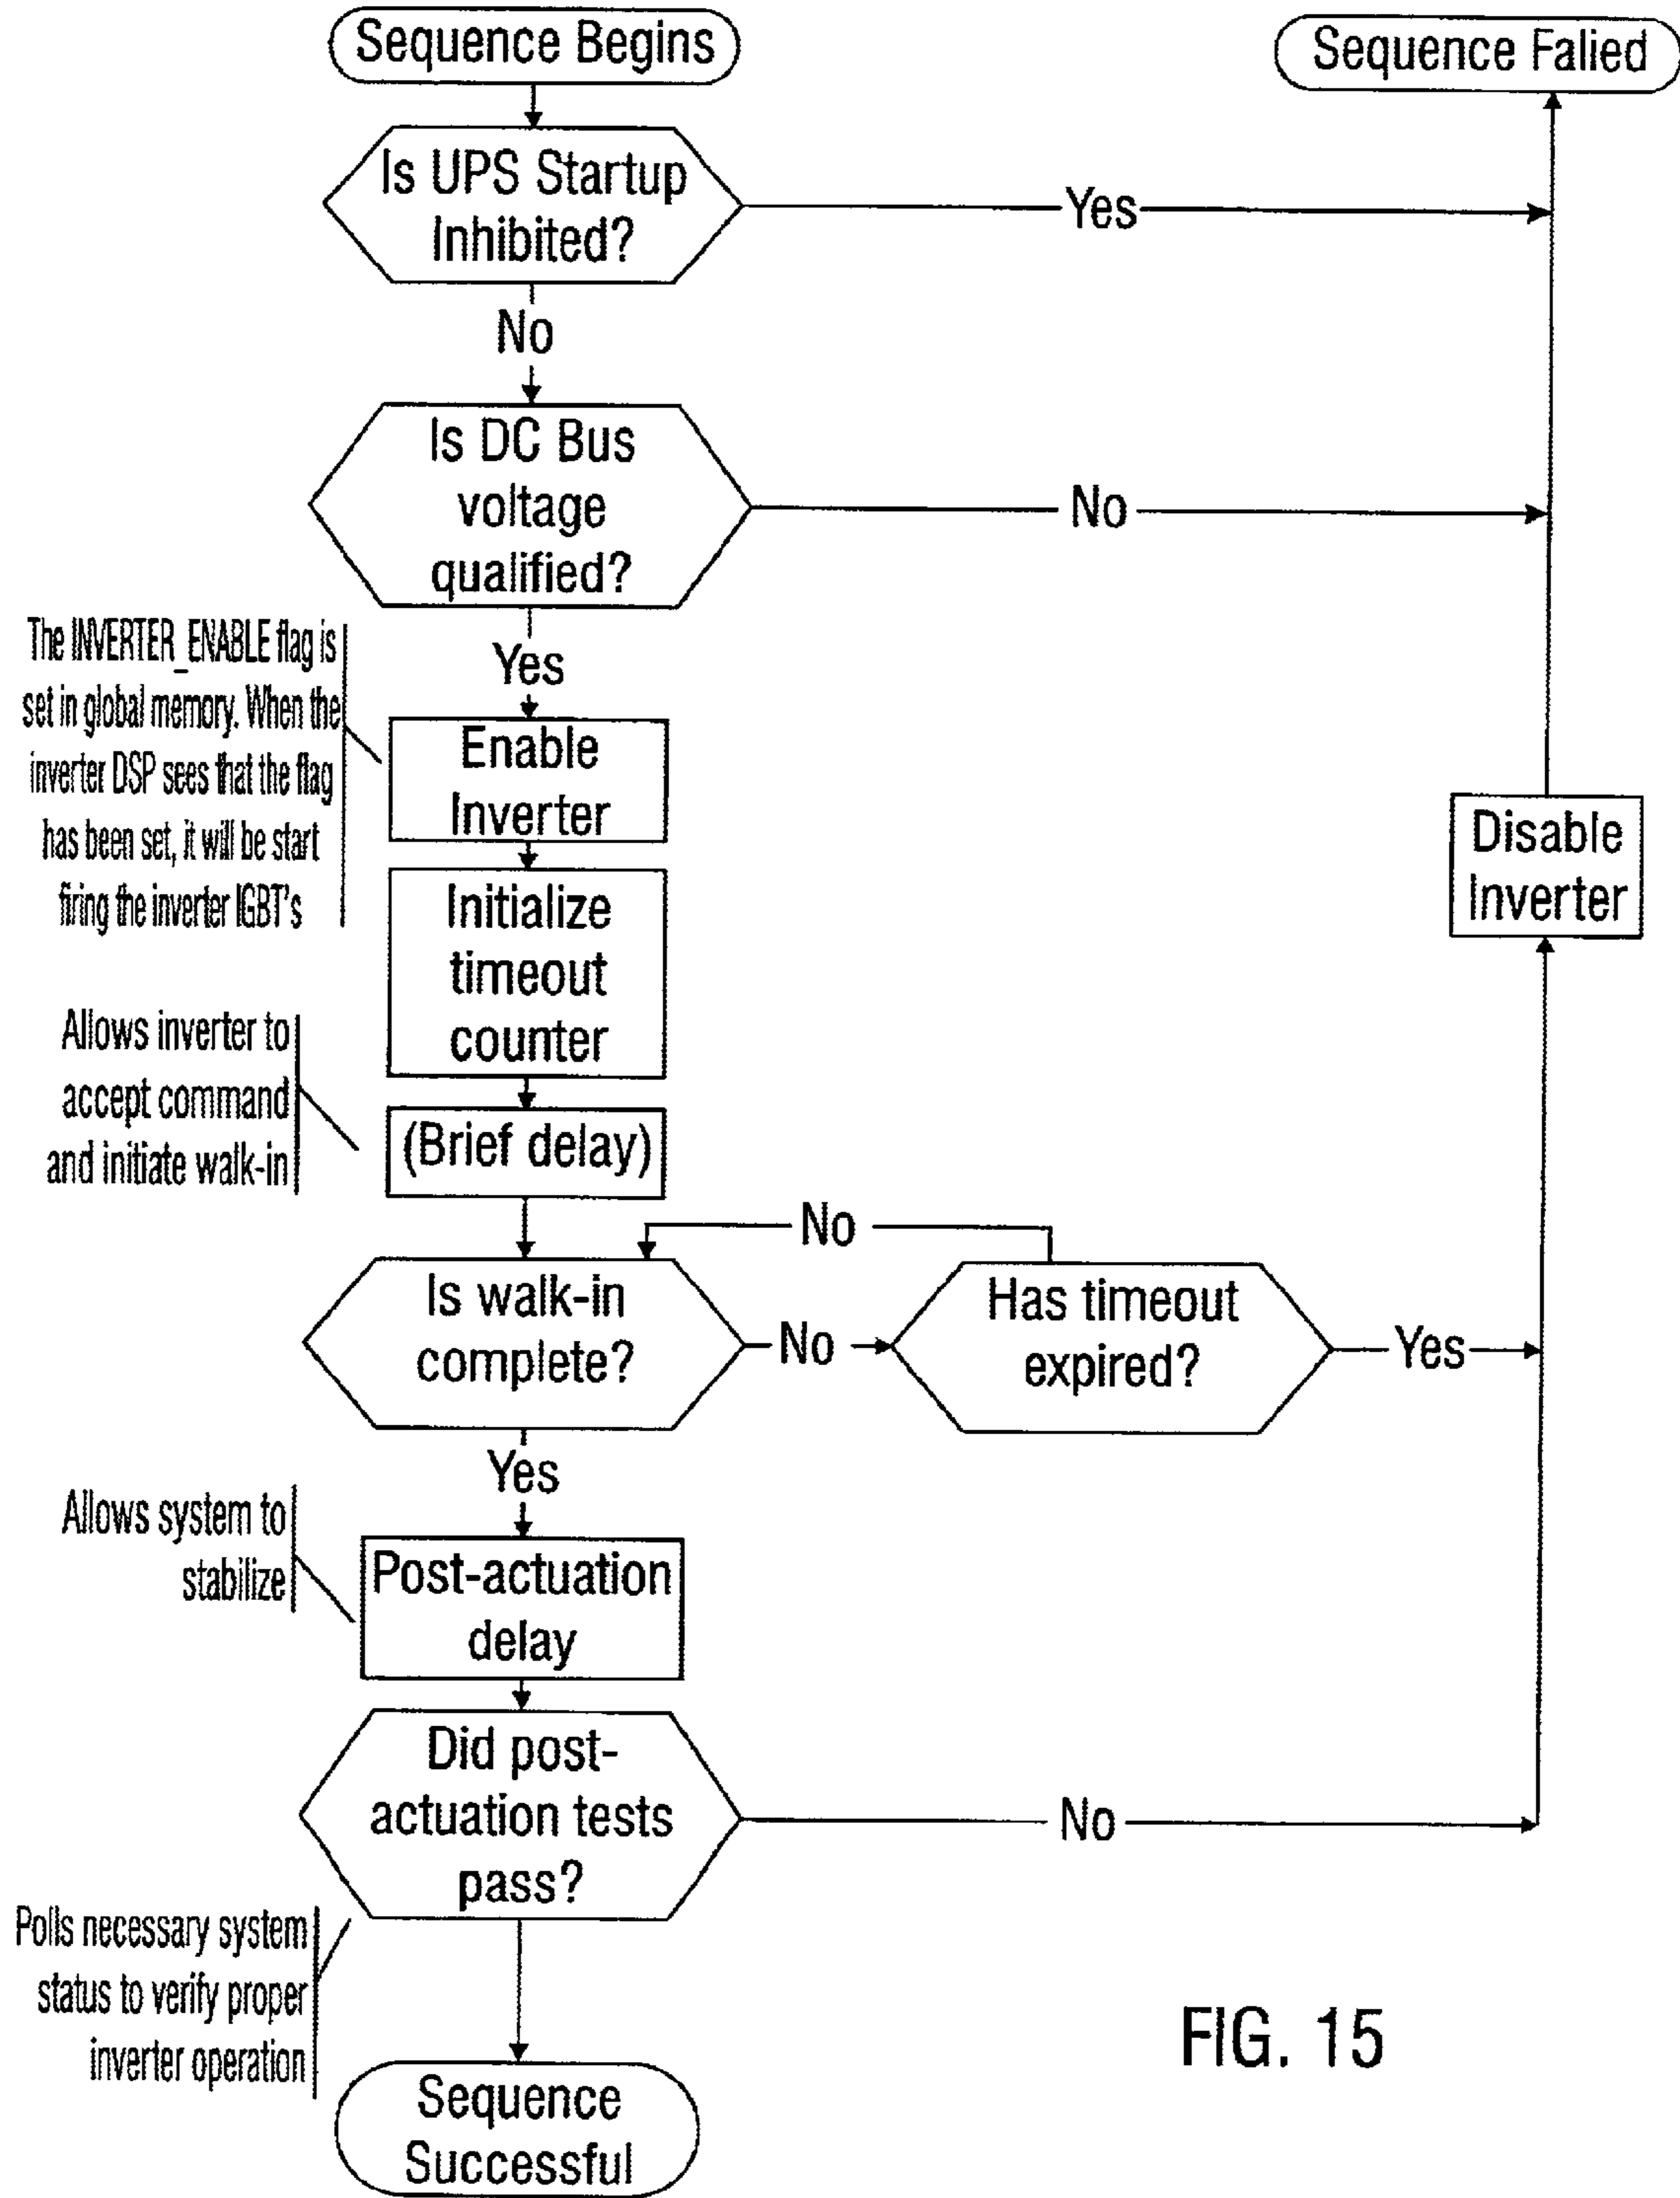 Sequence Begins
Sequence Falied
Is UPS Startup
Inhibited?
Yes
No
Is DC Bus
voltage
qualified?
No
Yes
The INVERTER_ENABLE flag is
set in global memory. When the
inverter DSP sees that the flag
has been set, it will be start
firing the inverter IGBT's
Enable
Inverter
Disable
Inverter
Initialize
timeout
counter
Allows inverter to
accept command
and initiate walk-in
(Brief delay)
No
Is walk-in
complete?
No
Has timeout
expired?
Yes
Yes
Allows system to
stabilize
Post-actuation
delay
Did post-
actuation tests
pass?
No
Polls necessary system
status to verify proper
inverter operation
Sequence
Successful
FIG. 15